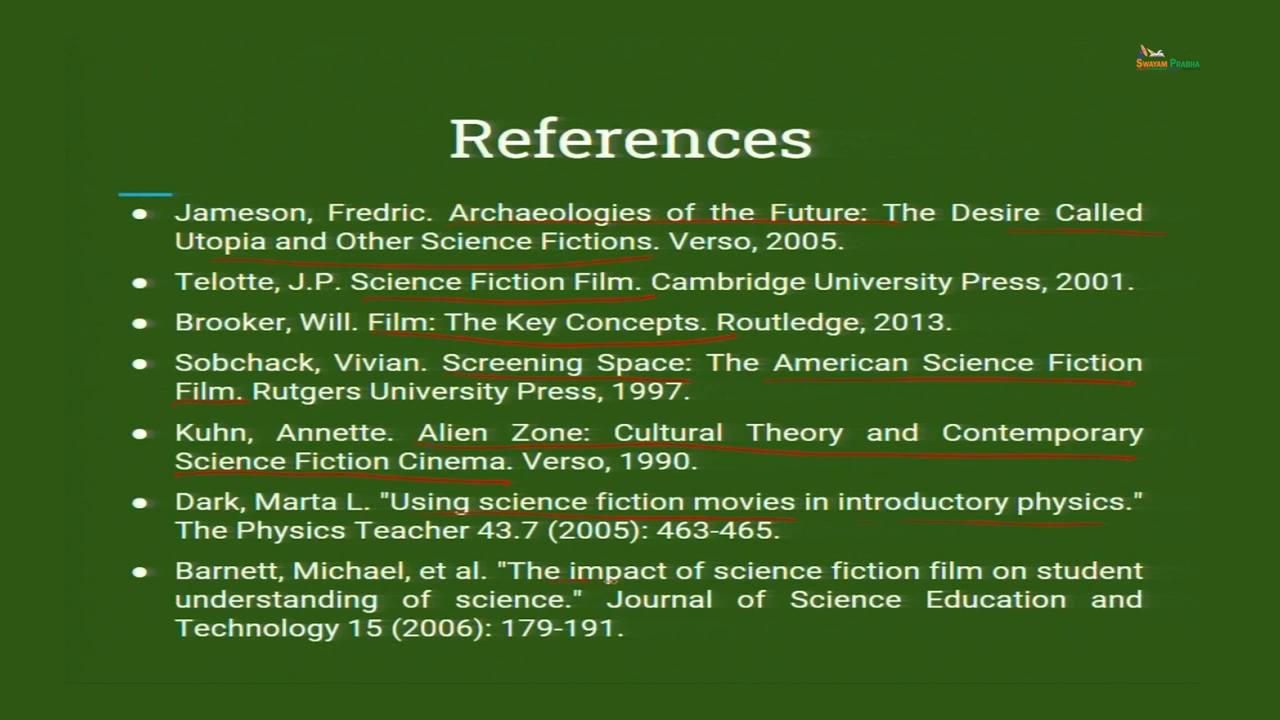 SWAYAM PRABHA
References
• Jameson, Fredric. Archaeologies of the Future: The Desire Called
Utopia and Other Science Fictions. Verso, 2005.
• Telotte, J.P. Science Fiction Film. Cambridge University Press, 2001.
• Brooker, Will. Film: The Key Concepts. Routledge, 2013.
• Sobchack, Vivian. Screening Space: The American Science Fiction
Film. Rutgers University Press, 1997.
• Kuhn, Annette. Alien Zone: Cultural Theory and Contemporary
Science Fiction Cinema. Verso, 1990.
• Dark, Marta L. "Using science fiction movies in introductory physics."
The Physics Teacher 43.7 (2005): 463-465.
• Barnett, Michael, et al. "The impact of science fiction film on student
understanding of science." Journal of Science Education and
Technology 15 (2006): 179-191.